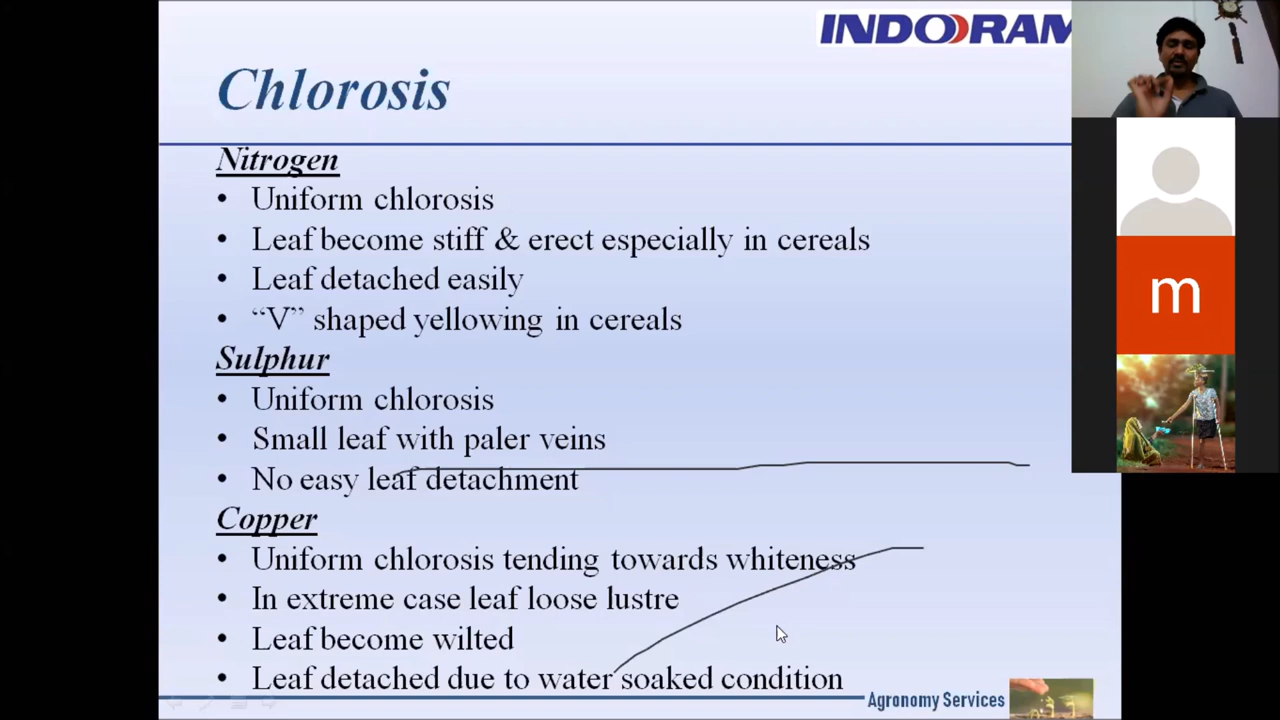 INDORAM
Chlorosis
Nitrogen
• Uniform chlorosis
• Leaf become stiff & erect especially in cereals
• Leaf detached easily
• “V” shaped yellowing in cereals
Sulphur
• Uniform chlorosis
• Small leaf with paler veins
• No easy leaf detachment
Copper
• Uniform chlorosis tending towards whiteness
• In extreme case leaf loose lustre
• Leaf become wilted
• Leaf detached due to water soaked condition
Agronomy Services
m